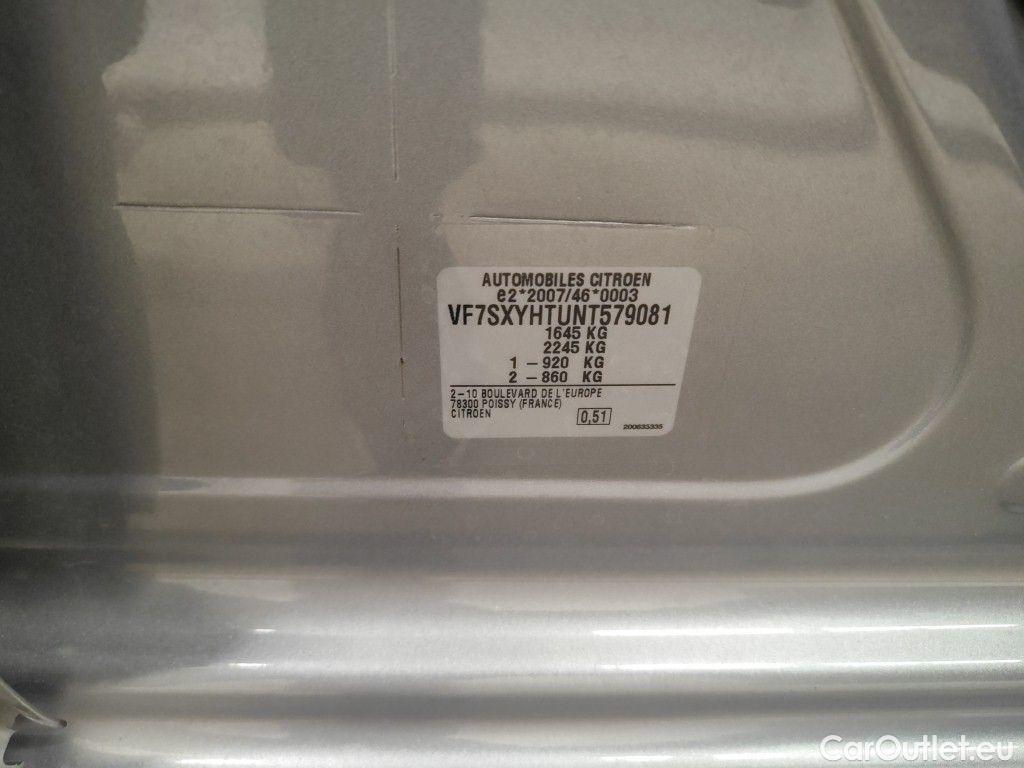 AUTOMOBILES CITROEN
e2*2007/46*0003
VF7SXYHTUNT579081
1645 KG
2245 KG
1 - 920 KG
2 - 860 KG
2-10 BOULEVARD DE L'EUROPE
78300 POISSY (FRANCE)
CITROEN
0,51
200635335
CarOutlet.eu